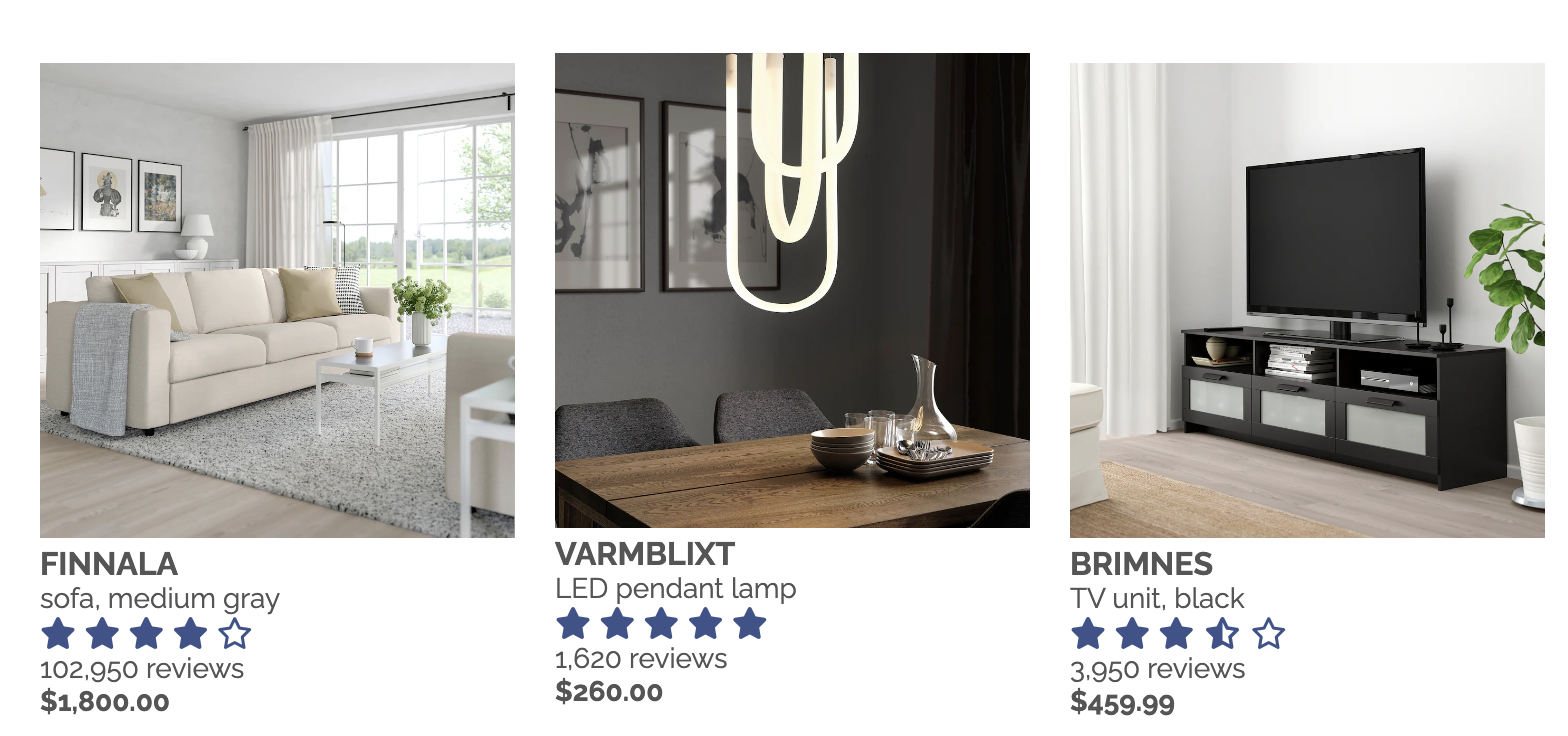 FINNALA
sofa, medium gray
102,950 reviews
$1,800.00
VARMBLIXT
LED pendant lamp
1,620 reviews
$260.00
BRIMNES
TV unit, black
3,950 reviews
$459.99